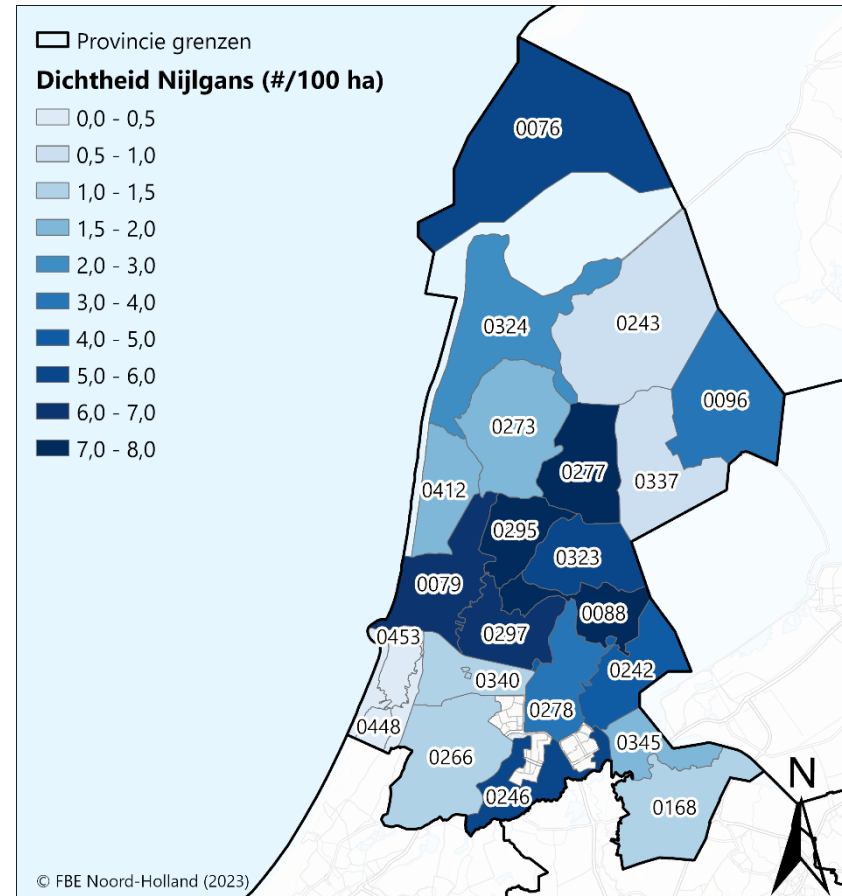 Provincie grenzen
Dichtheid Nijlgans (#/100 ha)
0,0 - 0,5
0,5 - 1,0
1,0 - 1,5
1,5 - 2,0
2,0 - 3,0
3,0 - 4,0
4,0 - 5,0
5,0 - 6,0
6,0 - 7,0
7,0 - 8,0
0076
0324
0243
0096
0273
0277
0337
0412
0295
0323
0079
0088
0453
0297
0242
0340
0278
0448
0345
0266
0246
0168
N
© FBE Noord-Holland (2023)